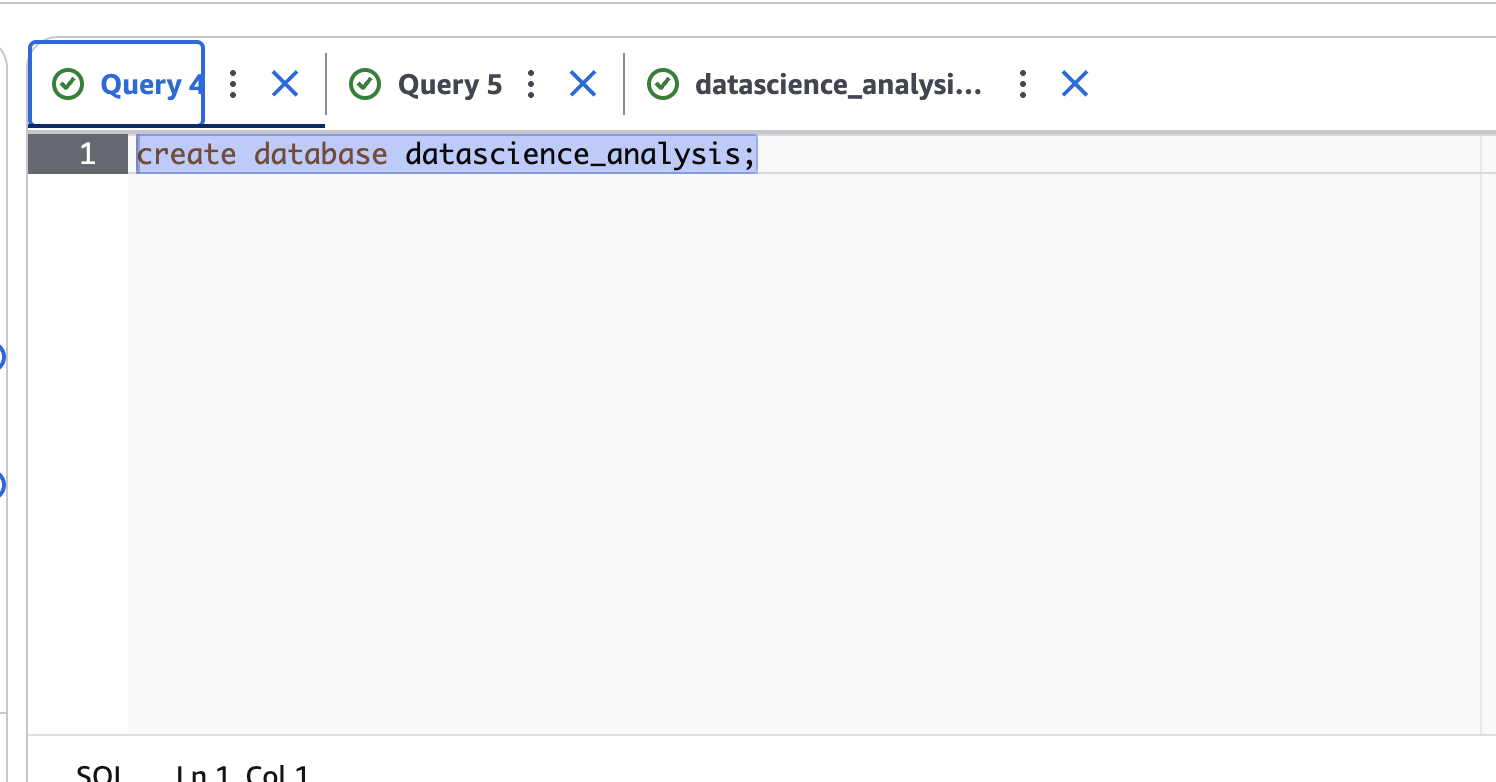 Query 4 Query 5 datascience_analysi...
1 create database datascience_analysis;
SQL Ln 1, Col 1